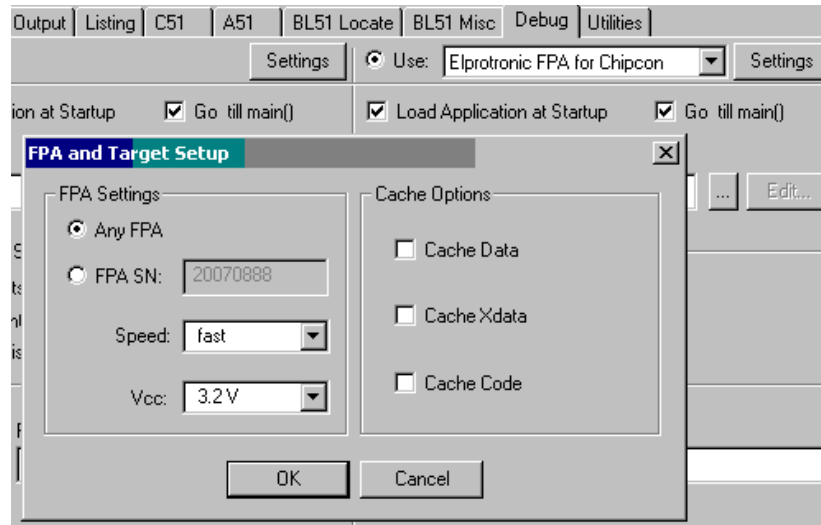 Output Listing C51 A51 BL51 Locate BL51 Misc Debug Utilities
Settings Use: Elprotronic FPA for Chipcon Settings
ion at Startup Go till main() Load Application at Startup Go till main()
FPA and Target Setup
FPA Settings Cache Options
Any FPA
Cache Data
FPA SN: 20070888
... Edit...
Speed: fast
Cache Xdata
Vcc: 3.2 V
Cache Code
OK Cancel